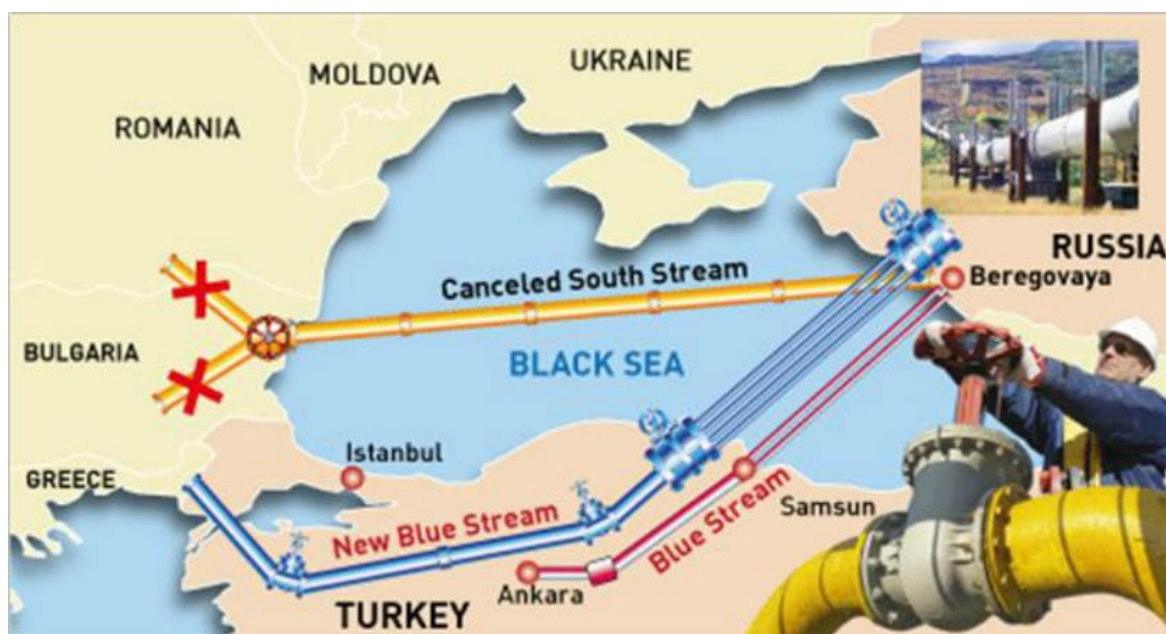 UKRAINE
MOLDOVA
ROMANIA
RUSSIA
Beregovaya
Canceled South Stream
BULGARIA
BLACK SEA
GREECE
Istanbul
New Blue Stream
Blue Stream
Samsun
Ankara
TURKEY